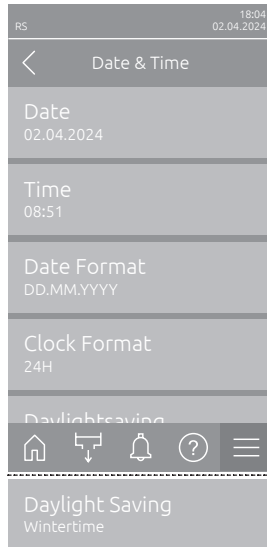 18:04
RS
02.04.2024
Date & Time
Date
02.04.2024
Time
08:51
Date Format
DD.MM.YYYY
Clock Format
24H
Daylightsaving
?
Daylight Saving
Wintertime